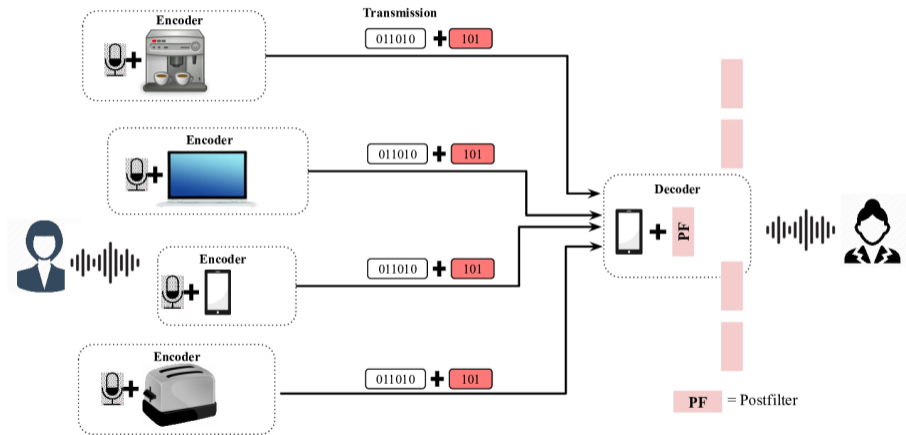 Encoder
Transmission
011010 + 101
Encoder
011010 + 101
Encoder
011010 + 101
Encoder
011010 + 101
Decoder
PF
PF = Postfilter